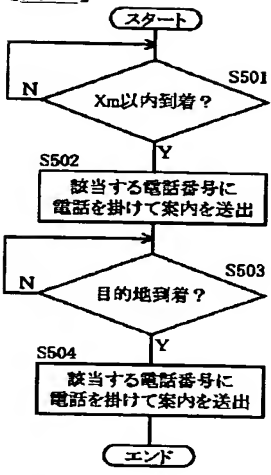 スタート
S501
N
Xm以内到着?
Y
S502
該当する電話番号に
電話を掛けて案内を送出
S503
N
目的地到着?
Y
S504
該当する電話番号に
電話を掛けて案内を送出
エンド